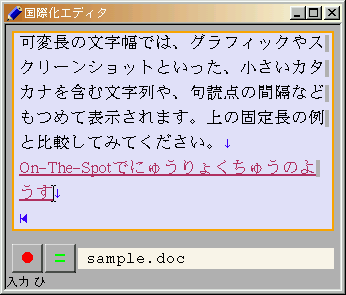 国際化エディタ
可変長の文字幅では、グラフィックやス
クリーンショットといった、小さいカタ
カナを含む文字列や、句読点の間隔など
もつめて表示されます。上の固定長の例
と比較してみてください。↓
On-The-Spotでにゅうりょくちゅうのよ
うす↓
sample.doc
入力 ひ